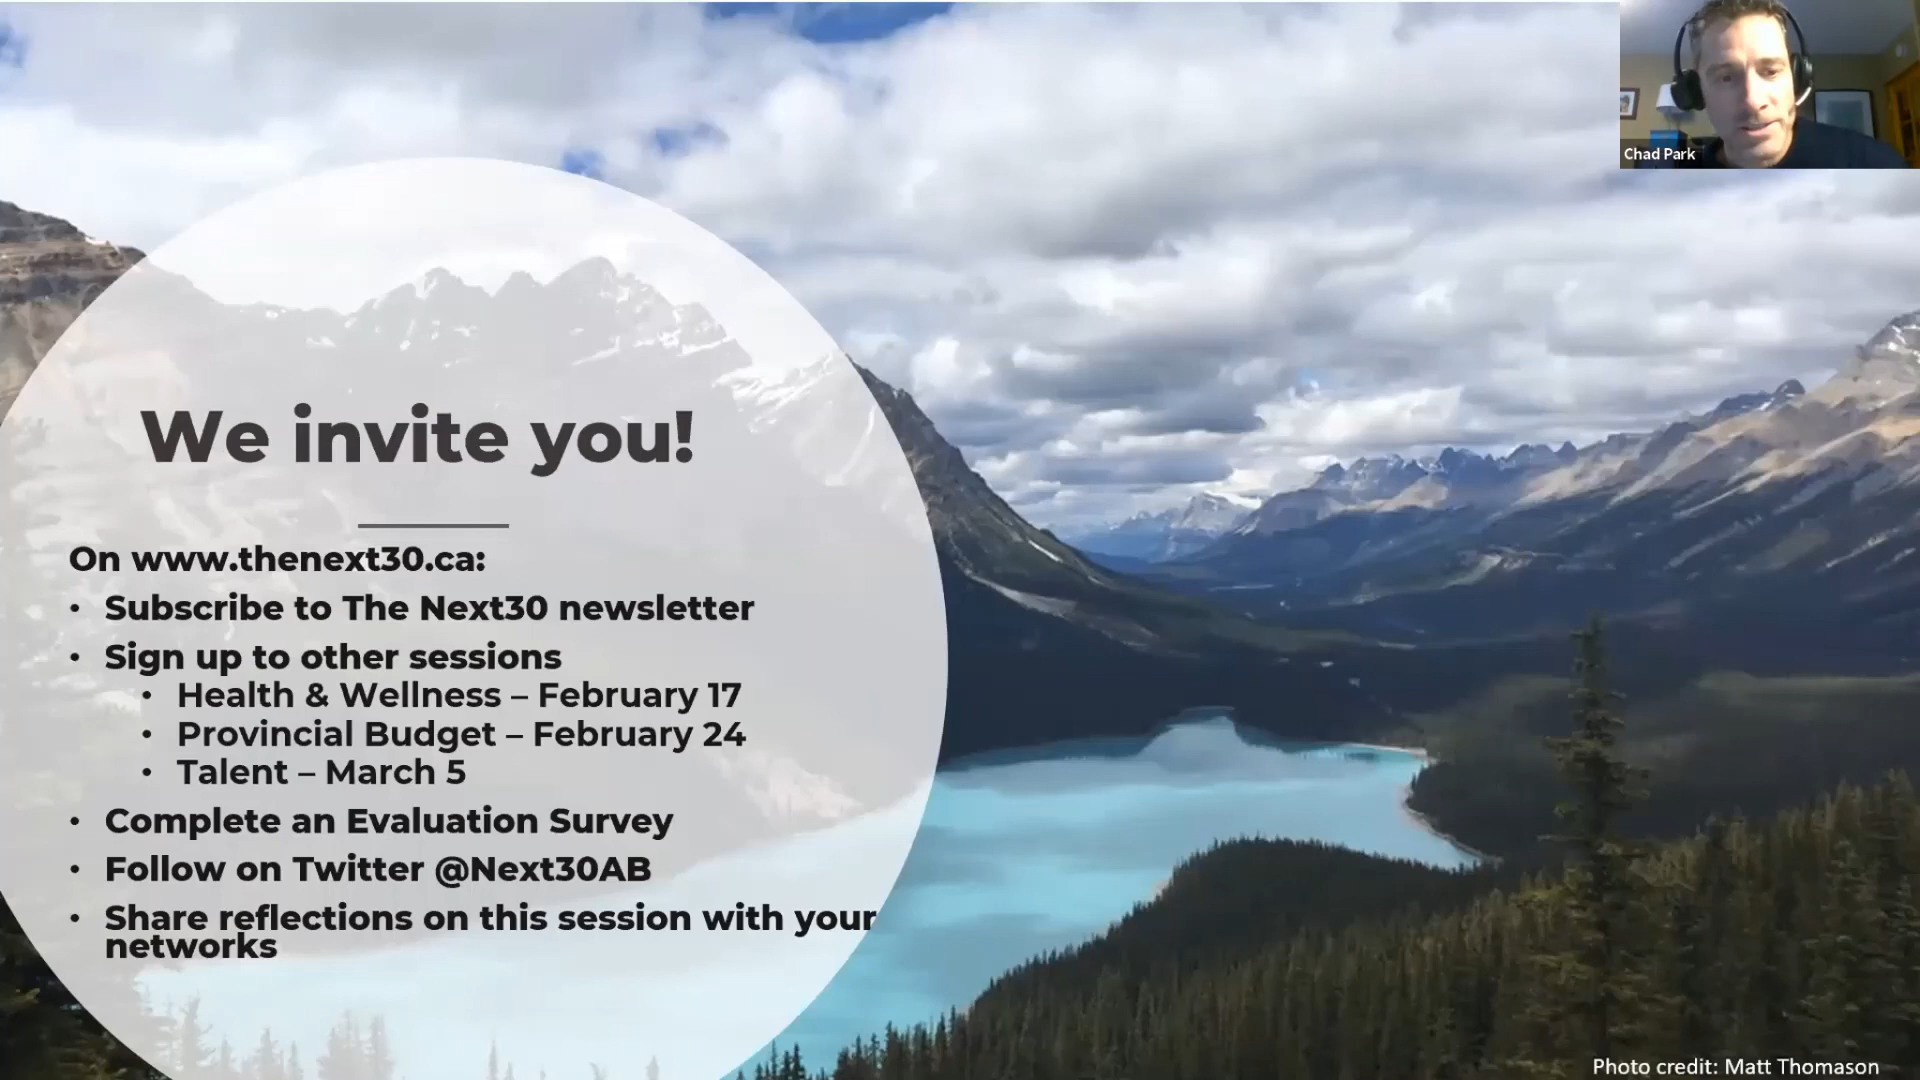 Chad Park
We invite you!
On www.thenext30.ca:
• Subscribe to The Next30 newsletter
• Sign up to other sessions
• Health & Wellness – February 17
• Provincial Budget – February 24
• Talent – March 5
• Complete an Evaluation Survey
• Follow on Twitter @Next30AB
• Share reflections on this session with your
networks
Photo credit: Matt Thomason